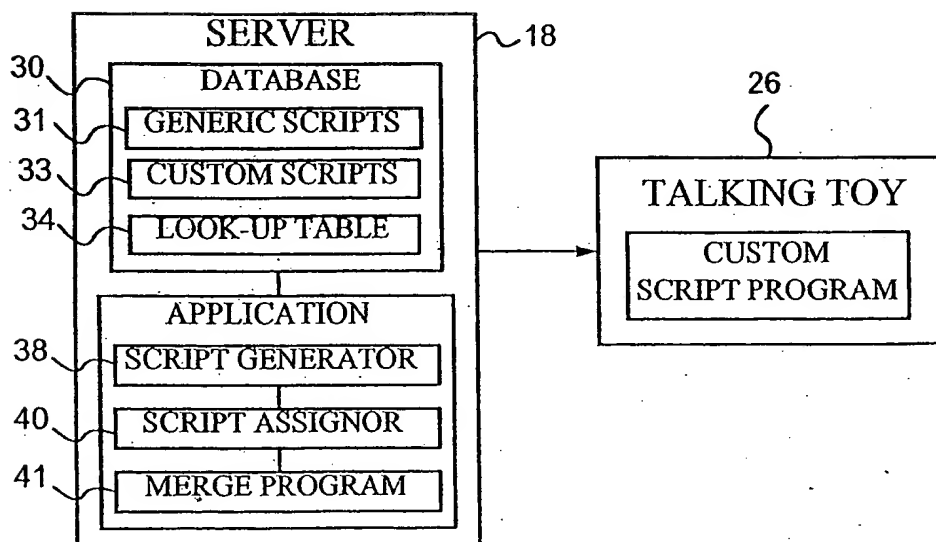 SERVER
18
30
DATABASE
31
GENERIC SCRIPTS
33
CUSTOM SCRIPTS
34
LOOK-UP TABLE
APPLICATION
38
SCRIPT GENERATOR
40
SCRIPT ASSIGNOR
41
MERGE PROGRAM
26
TALKING TOY
CUSTOM
SCRIPT PROGRAM